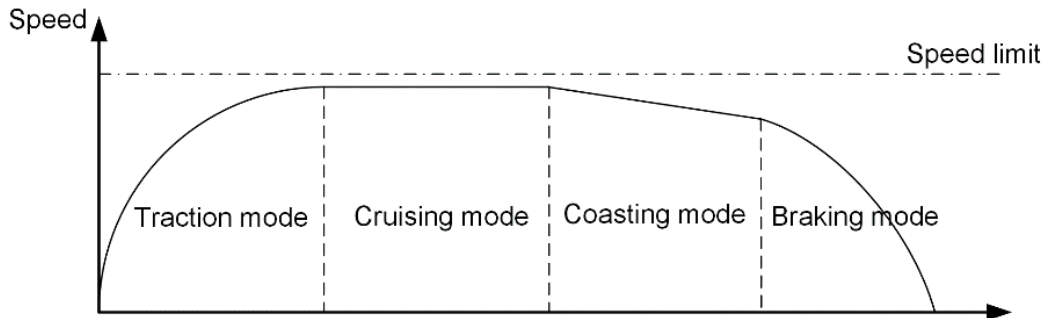 Speed
Speed limit
Traction mode
Cruising mode
Coasting mode
Braking mode